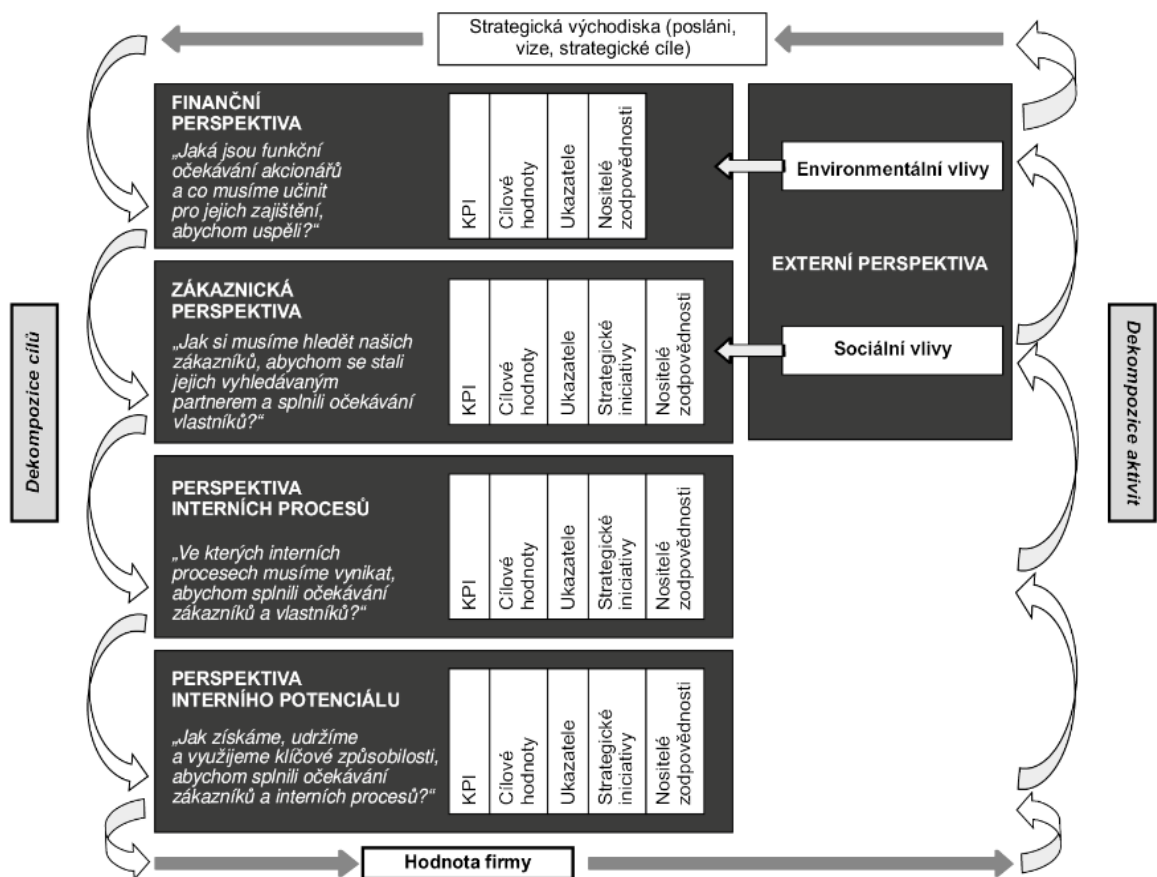 Strategická východiska (poslání,
vize, strategické cíle)
FINANČNÍ
PERSPEKTIVA
„Jaká jsou funkční
očekávání akcionářů
a co musíme učinit
pro jejich zajištění,
abychom uspěli?“
KPI
Cílové
hodnoty
Ukazatele
Nositelé
zodpovědnosti
Environmentální vlivy
EXTERNÍ PERSPEKTIVA
Sociální vlivy
ZÁKAZNICKÁ
PERSPEKTIVA
„Jak si musíme hledět našich
zákazníků, abychom se stali
jejich vyhledávaným
partnerem a splnili očekávání
vlastníků?“
KPI
Cílové
hodnoty
Ukazatele
Strategické
iniciativy
Nositelé
zodpovědnosti
Dekompozice cílů
Dekompozice aktivit
PERSPEKTIVA
INTERNÍCH PROCESŮ
„Ve kterých interních
procesech musíme vynikat,
abychom splnili očekávání
zákazníků a vlastníků?“
KPI
Cílové
hodnoty
Ukazatele
Strategické
iniciativy
Nositelé
zodpovědnosti
PERSPEKTIVA
INTERNÍHO POTENCIÁLU
„Jak získáme, udržíme
a využijeme klíčové způsobilosti,
abychom splnili očekávání
zákazníků a interních procesů?“
KPI
Cílové
hodnoty
Ukazatele
Strategické
iniciativy
Nositelé
zodpovědnosti
Hodnota firmy